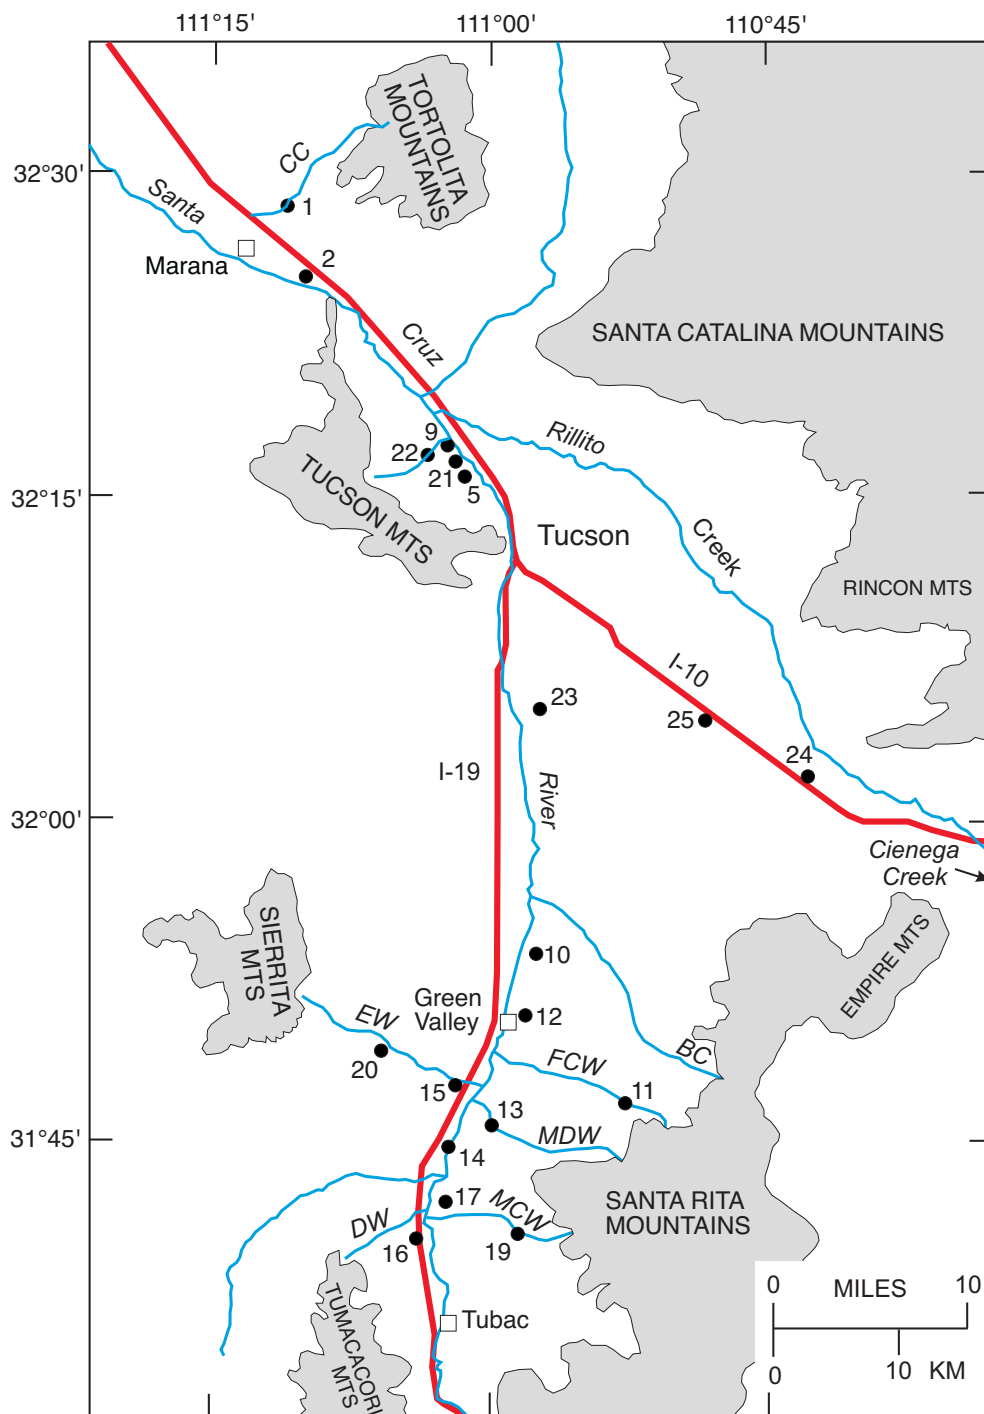 111°15'
111°00'
110°45'
TORTOLITA
MOUNTAINS
CC
32°30'
Santa
1
Marana
2
SANTA CATALINA MOUNTAINS
Cruz
Rillito
9
22
21
5
TUCSON MTS
32°15'
Tucson
Creek
RINCON MTS
I-10
23
25
24
I-19
River
32°00'
Cienega
Creek
SIERRITA
MTS
EMPIRE MTS
10
Green
Valley
12
EW
20
FCW
BC
15
11
13
MDW
31°45'
14
17
MCW
SANTA RITA
MOUNTAINS
DW
16
19
TUMACACORI
MTS
Tubac
0
MILES
10
0
10
KM